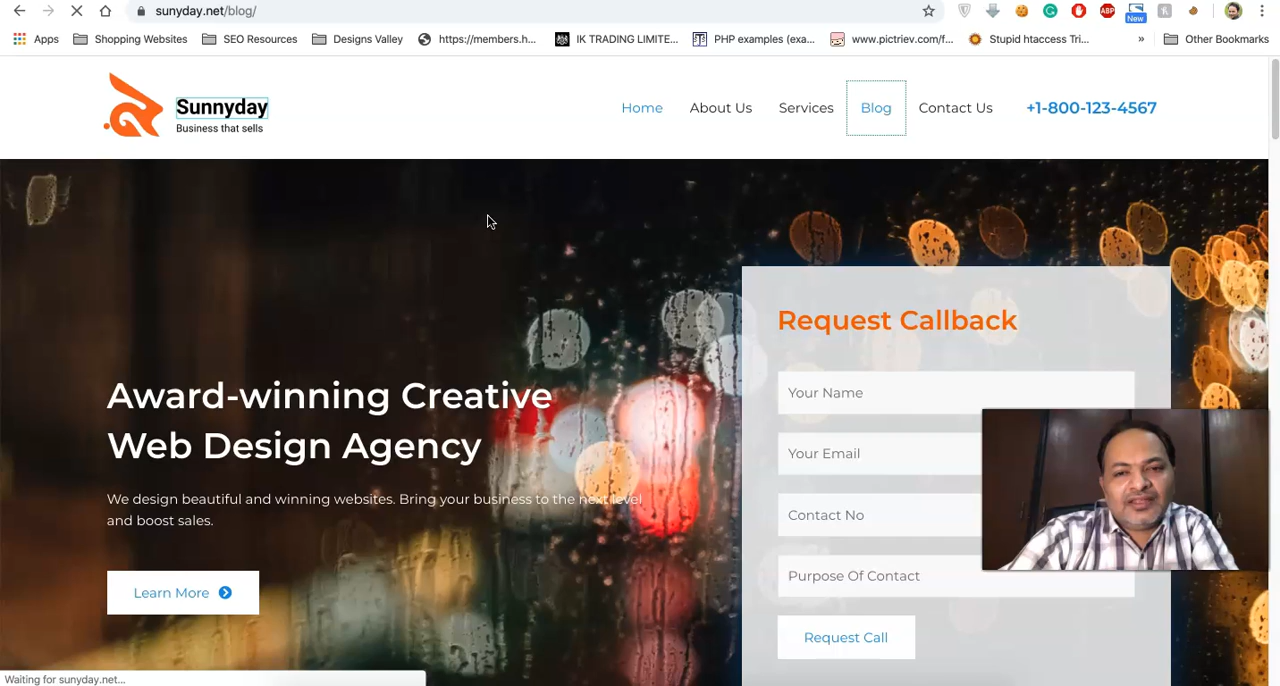 sunyday.net/blog/
ABP
New
Apps
Shopping Websites
SEO Resources
Designs Valley
https://members.h...
IK TRADING LIMITE...
PHP examples (exa...
www.pictriev.com/f...
Stupid htaccess Tri...
»
Other Bookmarks
Sunnyday
Business that sells
Home
About Us
Services
Blog
Contact Us
+1-800-123-4567
Award-winning Creative
Web Design Agency
We design beautiful and winning websites. Bring your business to the next level
and boost sales.
Learn More
Request Callback
Your Name
Your Email
Contact No
Purpose Of Contact
Request Call
Waiting for sunyday.net...